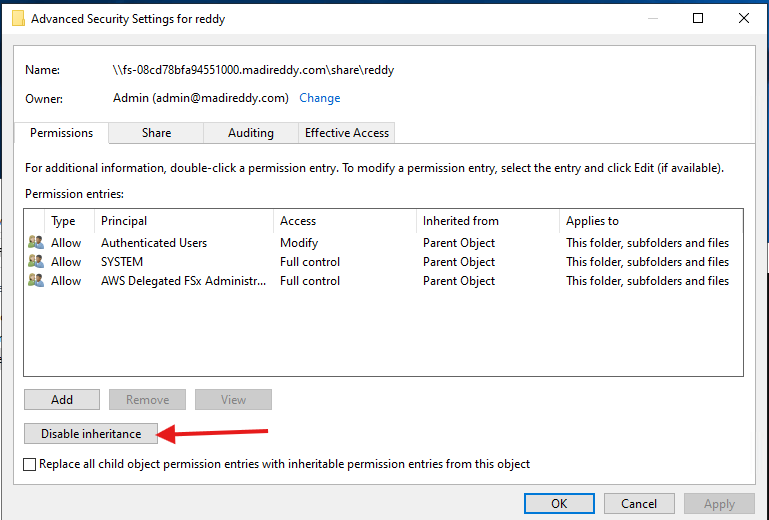 Advanced Security Settings for reddy
Name: \\fs-08cd78bfa94551000.madireddy.com\share\reddy
Owner: Admin (admin@madireddy.com) Change
Permissions Share Auditing Effective Access
For additional information, double-click a permission entry. To modify a permission entry, select the entry and click Edit (if available).
Permission entries:
Type Principal Access Inherited from Applies to
Allow Authenticated Users Modify Parent Object This folder, subfolders and files
Allow SYSTEM Full control Parent Object This folder, subfolders and files
Allow AWS Delegated FSx Administr... Full control Parent Object This folder, subfolders and files
Add Remove View
Disable inheritance
Replace all child object permission entries with inheritable permission entries from this object
OK Cancel Apply